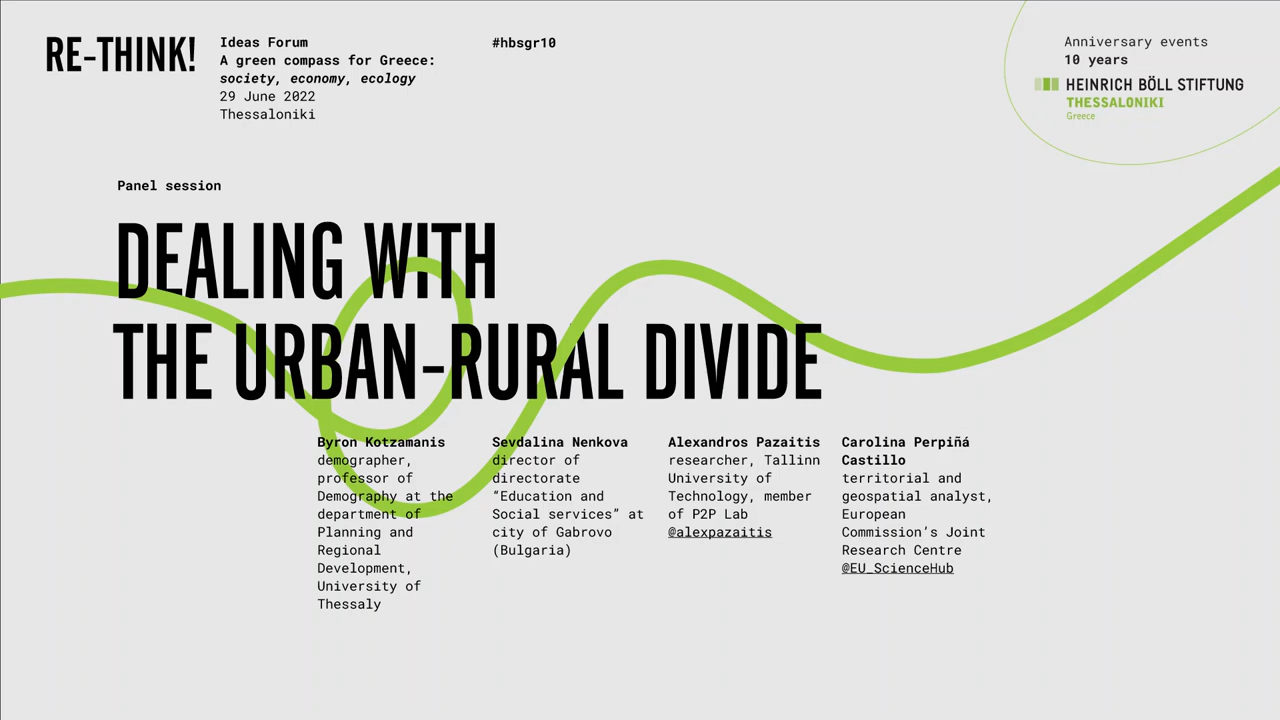 RE-THINK!
Ideas Forum
A green compass for Greece:
society, economy, ecology
29 June 2022
Thessaloniki
#hbsgr10
Anniversary events
10 years
HEINRICH BÖLL STIFTUNG
THESSALONIKI
Greece
Panel session
DEALING WITH
THE URBAN-RURAL DIVIDE
Byron Kotzamanis
demographer,
professor of
Demography at the
department of
Planning and
Regional
Development,
University of
Thessaly
Sevdalina Nenkova
director of
directorate
“Education and
Social services” at
city of Gabrovo
(Bulgaria)
Alexandros Pazaitis
researcher, Tallinn
University of
Technology, member
of P2P Lab
@alexpazaitis
Carolina Perpiñá
Castillo
territorial and
geospatial analyst,
European
Commission’s Joint
Research Centre
@EU_ScienceHub